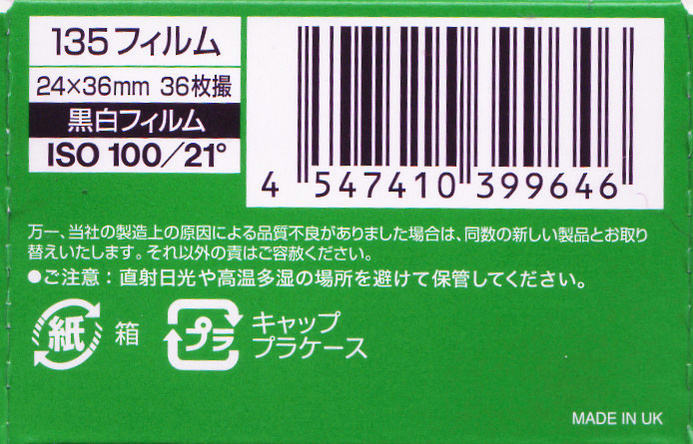 135フィルム
24×36mm 36枚撮
黒白フィルム
ISO 100/21°
4 547410 399646
万一、当社の製造上の原因による品質不良がありました場合は、同数の新しい製品とお取り
替えいたします。それ以外の責はご容赦ください。
●ご注意：直射日光や高温多湿の場所を避けて保管してください。
紙 箱
プラ キャップ
プラケース
MADE IN UK